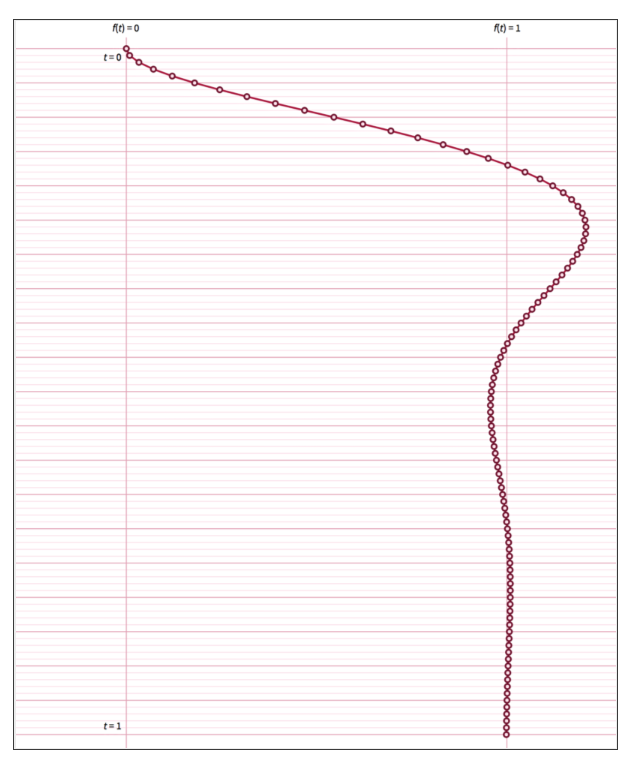 f(t) = 0
f(t) = 1
t = 0
t = 1